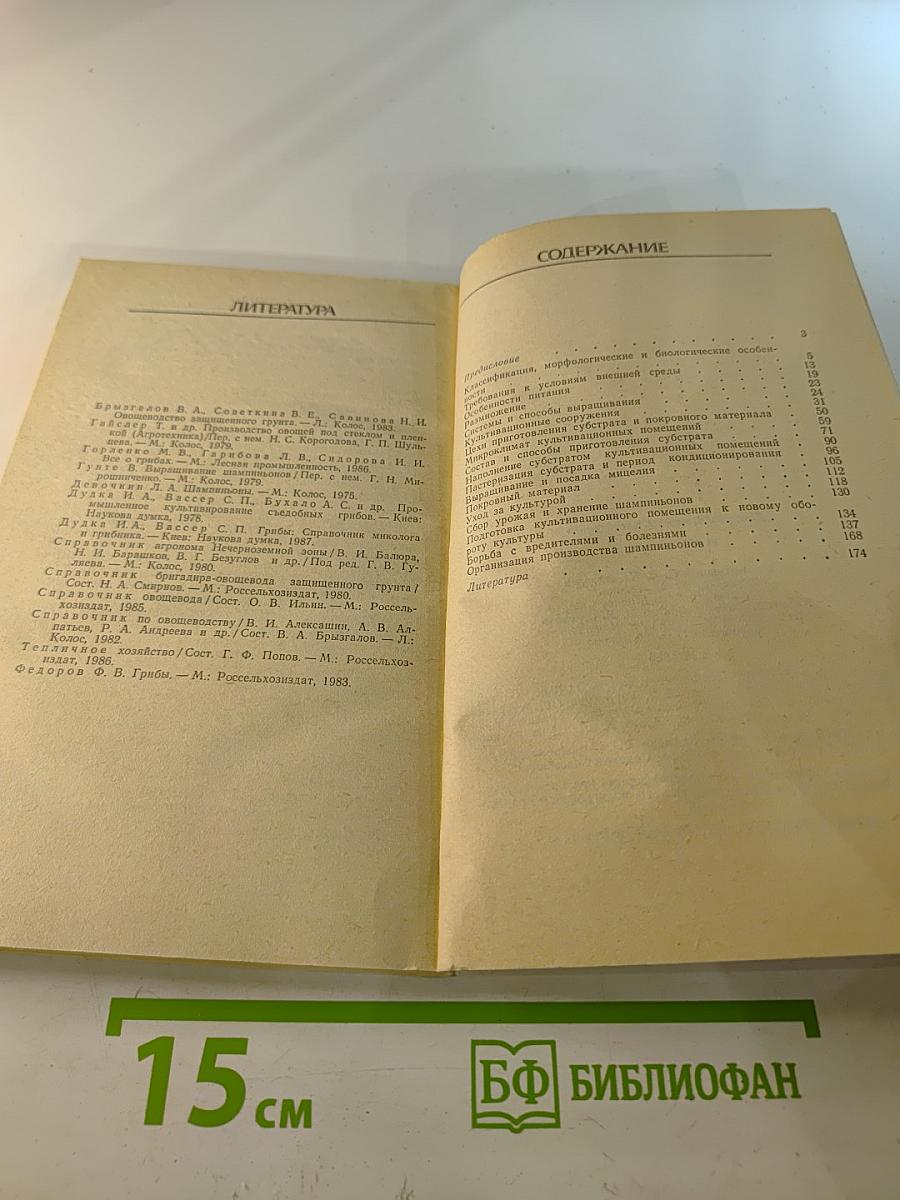 ЛИТЕРАТУРА
Брызгалов В. А., Советкина В. Е., Савинова Н. И.
Овощеводство защищенного грунта. — Л.: Колос, 1983.
Гайслер Т. и др. Производство овощей под стеклом и плен-
кой (Агротехника)/Пер. с нем. Н. С. Короголова, Г. П. Шуль-
цева. — М.: Колос, 1979.
Горленко М. В., Гарибова Л. В., Сидорова И. И.
Все о грибах. — М.: Лесная промышленность, 1986.
Гунте В. Выращивание шампиньонов/Пер. с нем. Г. Н. Ми-
рошниченко. — М.: Колос, 1979.
Девочкин Л. А. Шампиньоны. — М.: Колос, 1975.
Дудка И. А., Вассер С. П., Бухало А. С. и др. Про-
мышленное культивирование съедобных грибов. — Киев:
Наукова думка, 1978.
Дудка И.А., Вассер С. П. Грибы: Справочник миколога
и грибника. — Киев: Наукова думка, 1987.
Справочник агронома Нечерноземной зоны/В. И. Балюра,
Н. И. Барашков, В. Г. Безуглов и др./Под ред. Г. В. Гу-
ляева. — М.: Колос, 1980.
Справочник бригадира-овощевода защищенного грунта/
Сост. Н. А. Смирнов. — М.: Россельхозиздат, 1980.
Справочник овощевода/Сост. О. В. Ильин. — М.: Россель-
хозиздат, 1985.
Справочник по овощеводству/В. И. Алексашин, А. В. Ал-
патьев, Р. А. Андреева и др./Сост. В. А. Брызгалов. — Л.:
Колос, 1982.
Тепличное хозяйство/Сост. Г. Ф. Попов. — М.: Россельхоз-
издат, 1986.
Федоров Ф. В. Грибы. — М.: Россельхозиздат, 1983.
СОДЕРЖАНИЕ
Предисловие . . . . . . . . . . 3
Классификация, морфологические и биологические особен-
ности . . . . . . . . . . 5
Требования к условиям внешней среды . . . . 13
Особенности питания . . . . . . . . 19
Размножение . . . . . . . . . . 23
Системы и способы выращивания . . . . . 24
Культивационные сооружения . . . . . . 31
Цехи приготовления субстрата и покровного материала 50
Микроклимат культивационных помещений . . . 59
Состав и способы приготовления субстрата . . . 71
Наполнение субстратом культивационных помещений . 90
Пастеризация субстрата и период кондиционирования . 96
Выращивание и посадка мицелия . . . . . 105
Покровный материал . . . . . . . . 112
Уход за культурой . . . . . . . . 118
Сбор урожая и хранение шампиньонов . . . . 130
Подготовка культивационного помещения к новому обо-
роту культуры . . . . . . . . . 134
Борьба с вредителями и болезнями . . . . . 137
Организация производства шампиньонов . . . . 168
Литература . . . . . . . . . . 174
15 см
БФ БИБЛИОФАН